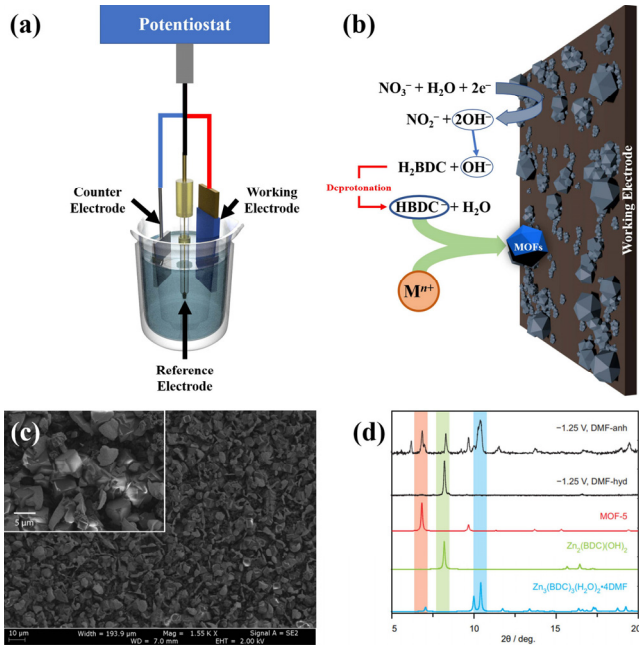 (a)
Potentiostat
Counter
Electrode
Working
Electrode
Reference
Electrode
(b)
NO₃⁻ + H₂O + 2e⁻
NO₂⁻ + 2OH⁻
H₂BDC + OH⁻
Deprotonation
HBDC⁻ + H₂O
MOFs
Mⁿ⁺
Working Electrode
(c)
5 μm
10 μm
Width = 193.9 μm
Mag = 1.55 K X
Signal A = SE2
WD = 7.0 mm
EHT = 2.00 kV
(d)
−1.25 V, DMF-anh
−1.25 V, DMF-hyd
MOF-5
Zn₂(BDC)(OH)₂
Zn₃(BDC)₃(H₂O)₂•4DMF
5 10 15 20
2θ / deg.